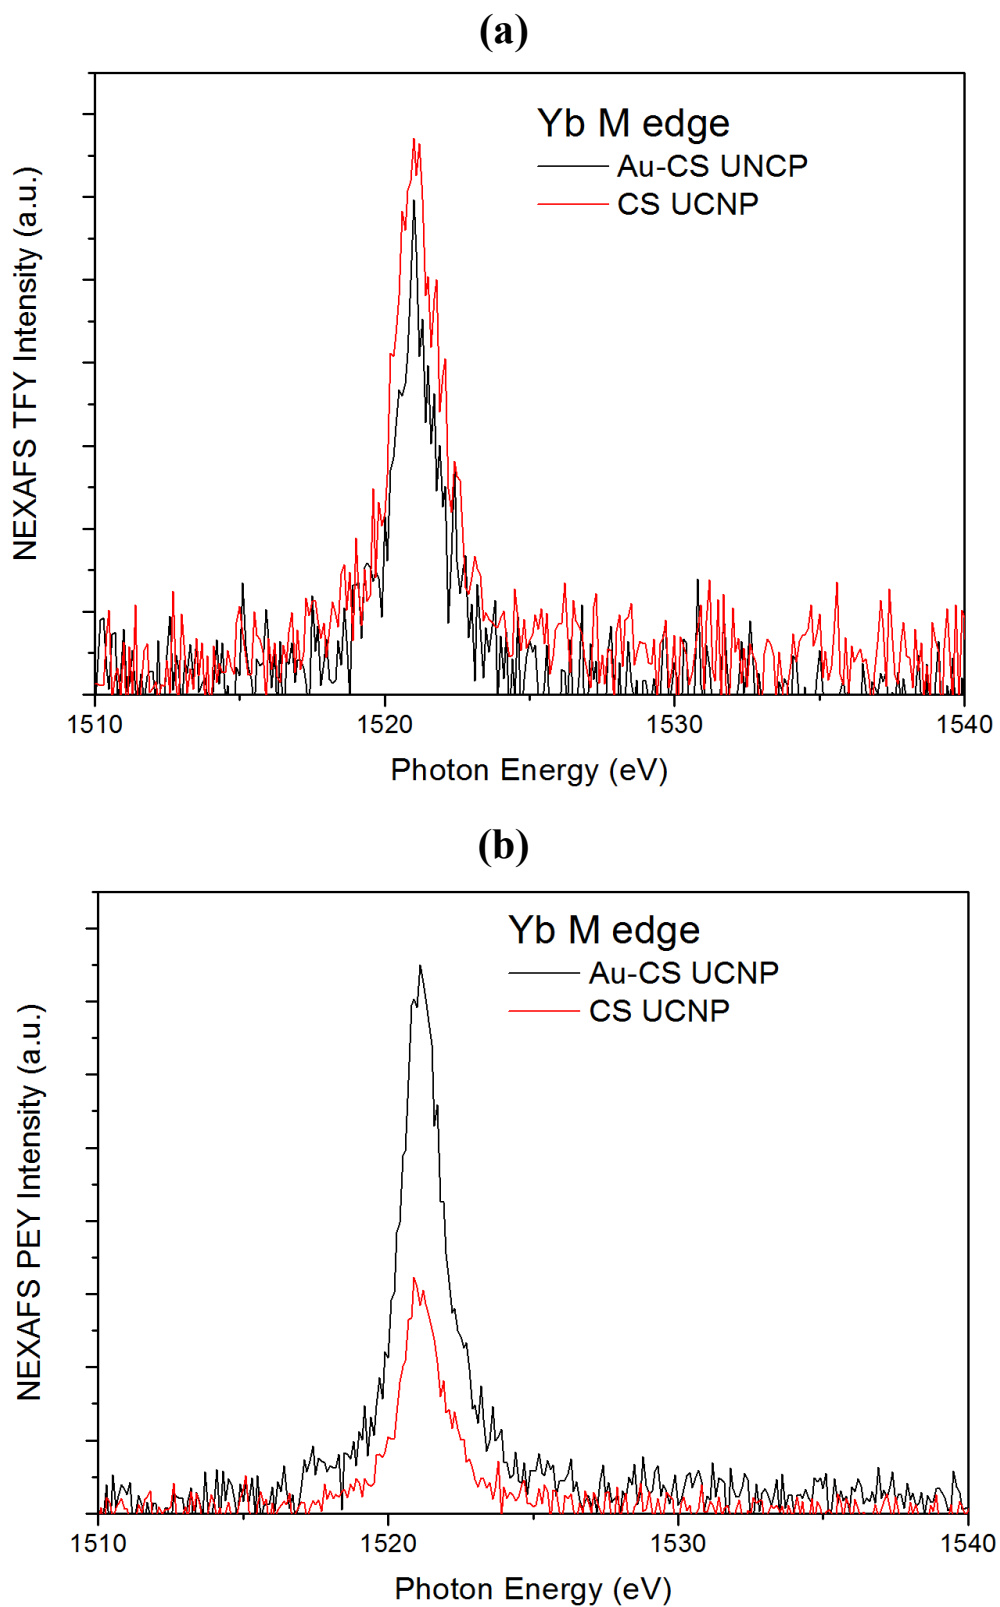 (a)
Yb M edge
Au-CS UNCP
CS UCNP
NEXAFS TFY Intensity (a.u.)
1510 1520 1530 1540
Photon Energy (eV)
(b)
Yb M edge
Au-CS UCNP
CS UCNP
NEXAFS PEY Intensity (a.u.)
1510 1520 1530 1540
Photon Energy (eV)